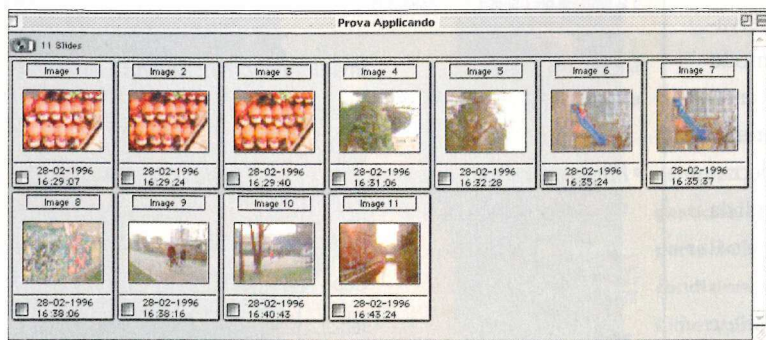 Prova Applicando
11 Slides
Image 1 Image 2 Image 3 Image 4 Image 5 Image 6 Image 7
28-02-1996 28-02-1996 28-02-1996 28-02-1996 28-02-1996 28-02-1996 28-02-1996
16:29:07 16:29:24 16:29:40 16:31:06 16:32:28 16:35:24 16:35:37
Image 8 Image 9 Image 10 Image 11
28-02-1996 28-02-1996 28-02-1996 28-02-1996
16:38:06 16:38:16 16:40:43 16:43:24